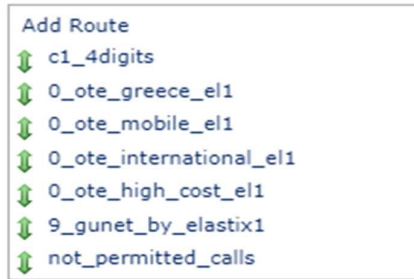 Add Route
c1_4digits
0_ote_greece_el1
0_ote_mobile_el1
0_ote_international_el1
0_ote_high_cost_el1
9_gunet_by_elastix1
not_permitted_calls